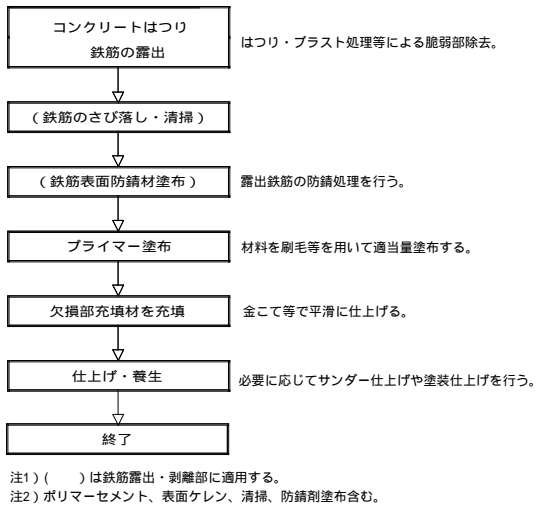 コンクリートはつり
鉄筋の露出
はつり・ブラスト処理等による脆弱部除去。
(鉄筋のさび落し・清掃)
(鉄筋表面防錆材塗布)
露出鉄筋の防錆処理を行う。
プライマー塗布
材料を刷毛等を用いて適当量塗布する。
欠損部充填材を充填
金こて等で平滑に仕上げる。
仕上げ・養生
必要に応じてサンダー仕上げや塗装仕上げを行う。
終了
注1)(　　)は鉄筋露出・剥離部に適用する。
注2)ポリマーセメント、表面ケレン、清掃、防錆剤塗布含む。